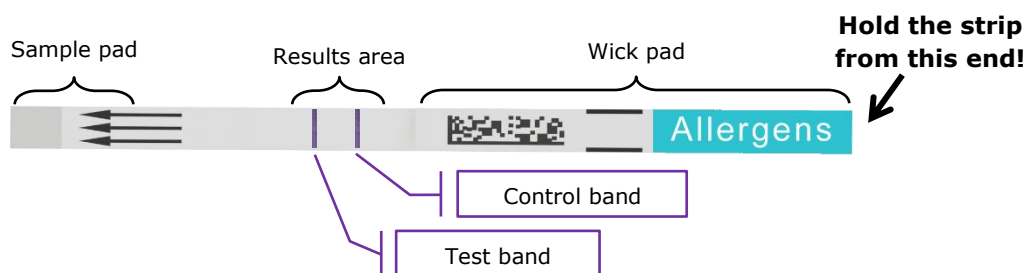 Hold the strip
from this end!
Sample pad
Results area
Wick pad
Allergens
Control band
Test band